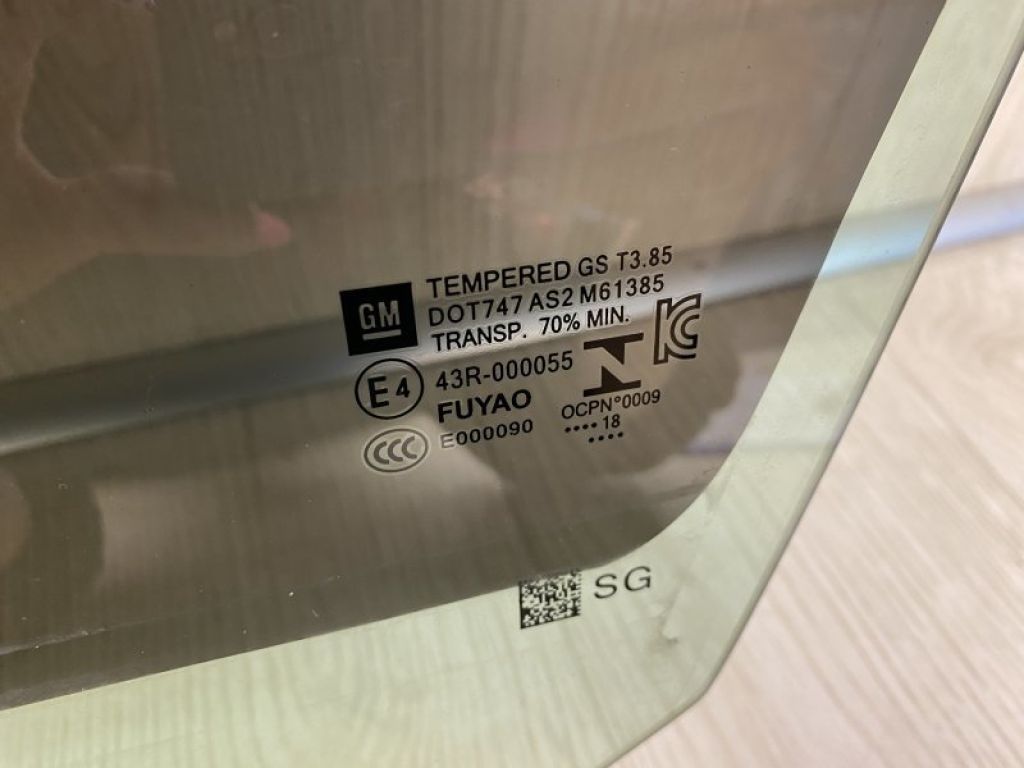 GM
TEMPERED GS T3.85
DOT747 AS2 M61385
TRANSP. 70% MIN.
E4
43R-000055
KC
FUYAO
OCPN°0009
CCC
E000090
•••• 18
••••
SG